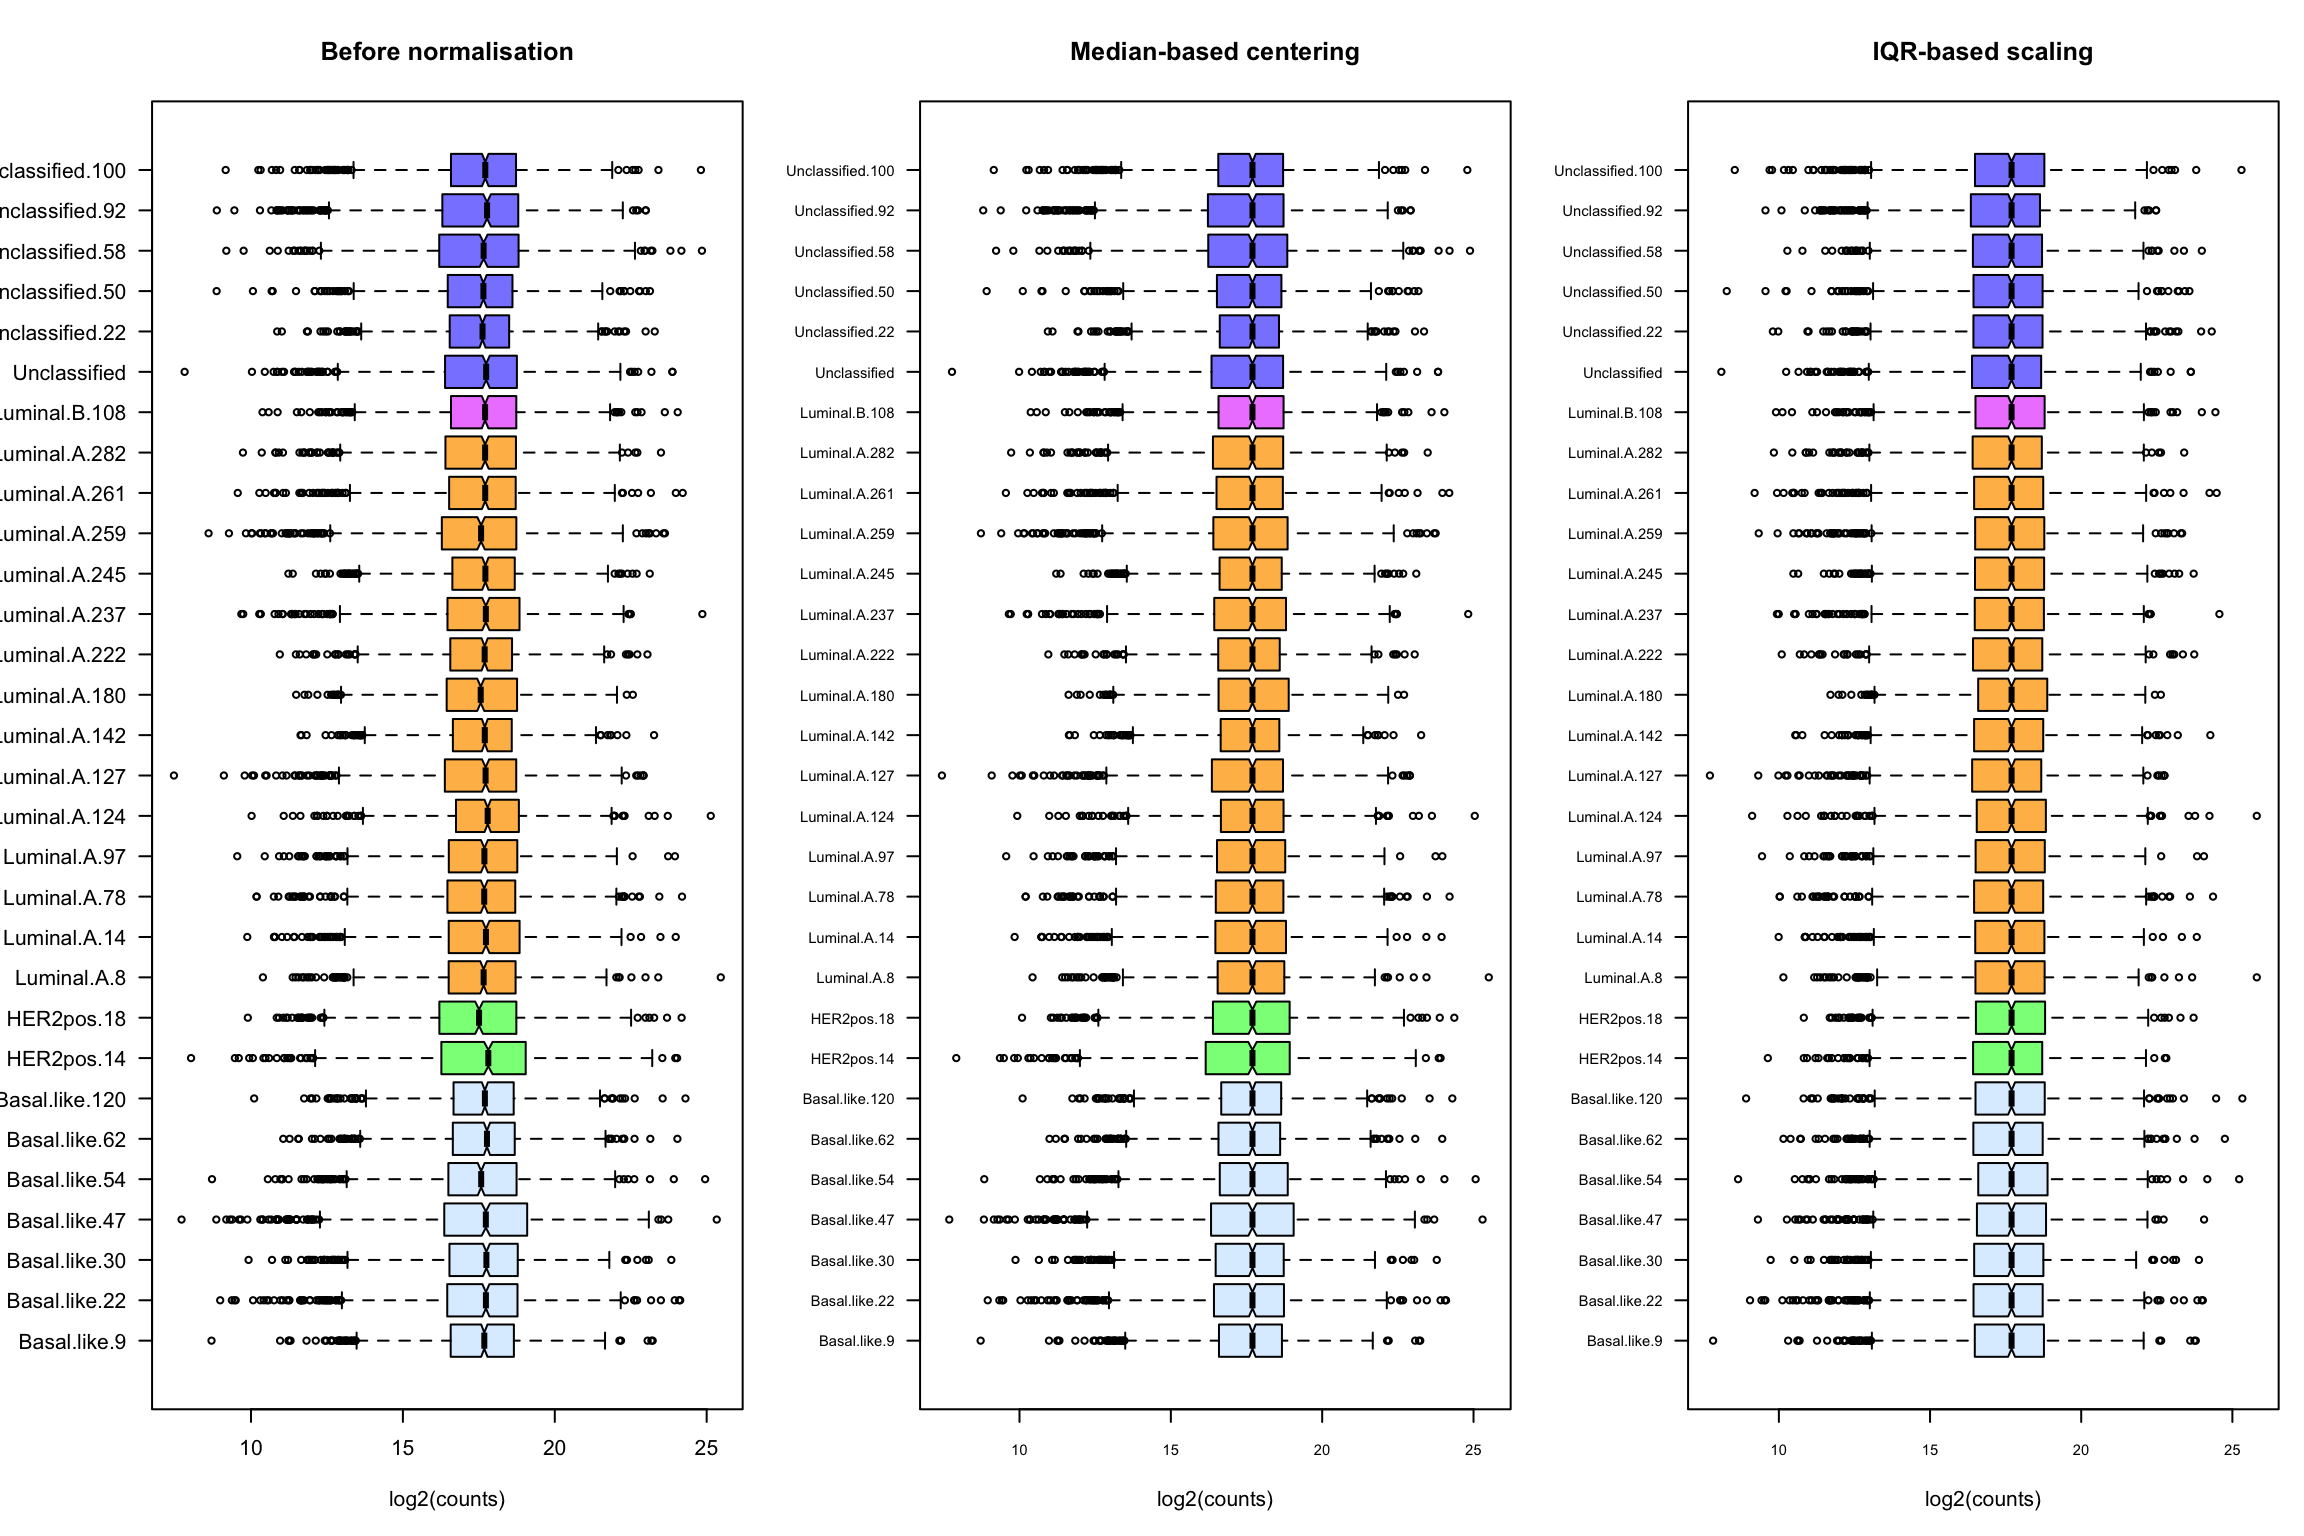 Before normalisation
classified.100
nclassified.92
nclassified.58
nclassified.50
nclassified.22
Unclassified
Luminal.B.108
Luminal.A.282
Luminal.A.261
Luminal.A.259
Luminal.A.245
Luminal.A.237
Luminal.A.222
Luminal.A.180
Luminal.A.142
Luminal.A.127
Luminal.A.124
Luminal.A.97
Luminal.A.78
Luminal.A.14
Luminal.A.8
HER2pos.18
HER2pos.14
Basal.like.120
Basal.like.62
Basal.like.54
Basal.like.47
Basal.like.30
Basal.like.22
Basal.like.9
10 15 20 25
log2(counts)
Median-based centering
Unclassified.100
Unclassified.92
Unclassified.58
Unclassified.50
Unclassified.22
Unclassified
Luminal.B.108
Luminal.A.282
Luminal.A.261
Luminal.A.259
Luminal.A.245
Luminal.A.237
Luminal.A.222
Luminal.A.180
Luminal.A.142
Luminal.A.127
Luminal.A.124
Luminal.A.97
Luminal.A.78
Luminal.A.14
Luminal.A.8
HER2pos.18
HER2pos.14
Basal.like.120
Basal.like.62
Basal.like.54
Basal.like.47
Basal.like.30
Basal.like.22
Basal.like.9
10 15 20 25
log2(counts)
IQR-based scaling
Unclassified.100
Unclassified.92
Unclassified.58
Unclassified.50
Unclassified.22
Unclassified
Luminal.B.108
Luminal.A.282
Luminal.A.261
Luminal.A.259
Luminal.A.245
Luminal.A.237
Luminal.A.222
Luminal.A.180
Luminal.A.142
Luminal.A.127
Luminal.A.124
Luminal.A.97
Luminal.A.78
Luminal.A.14
Luminal.A.8
HER2pos.18
HER2pos.14
Basal.like.120
Basal.like.62
Basal.like.54
Basal.like.47
Basal.like.30
Basal.like.22
Basal.like.9
10 15 20 25
log2(counts)